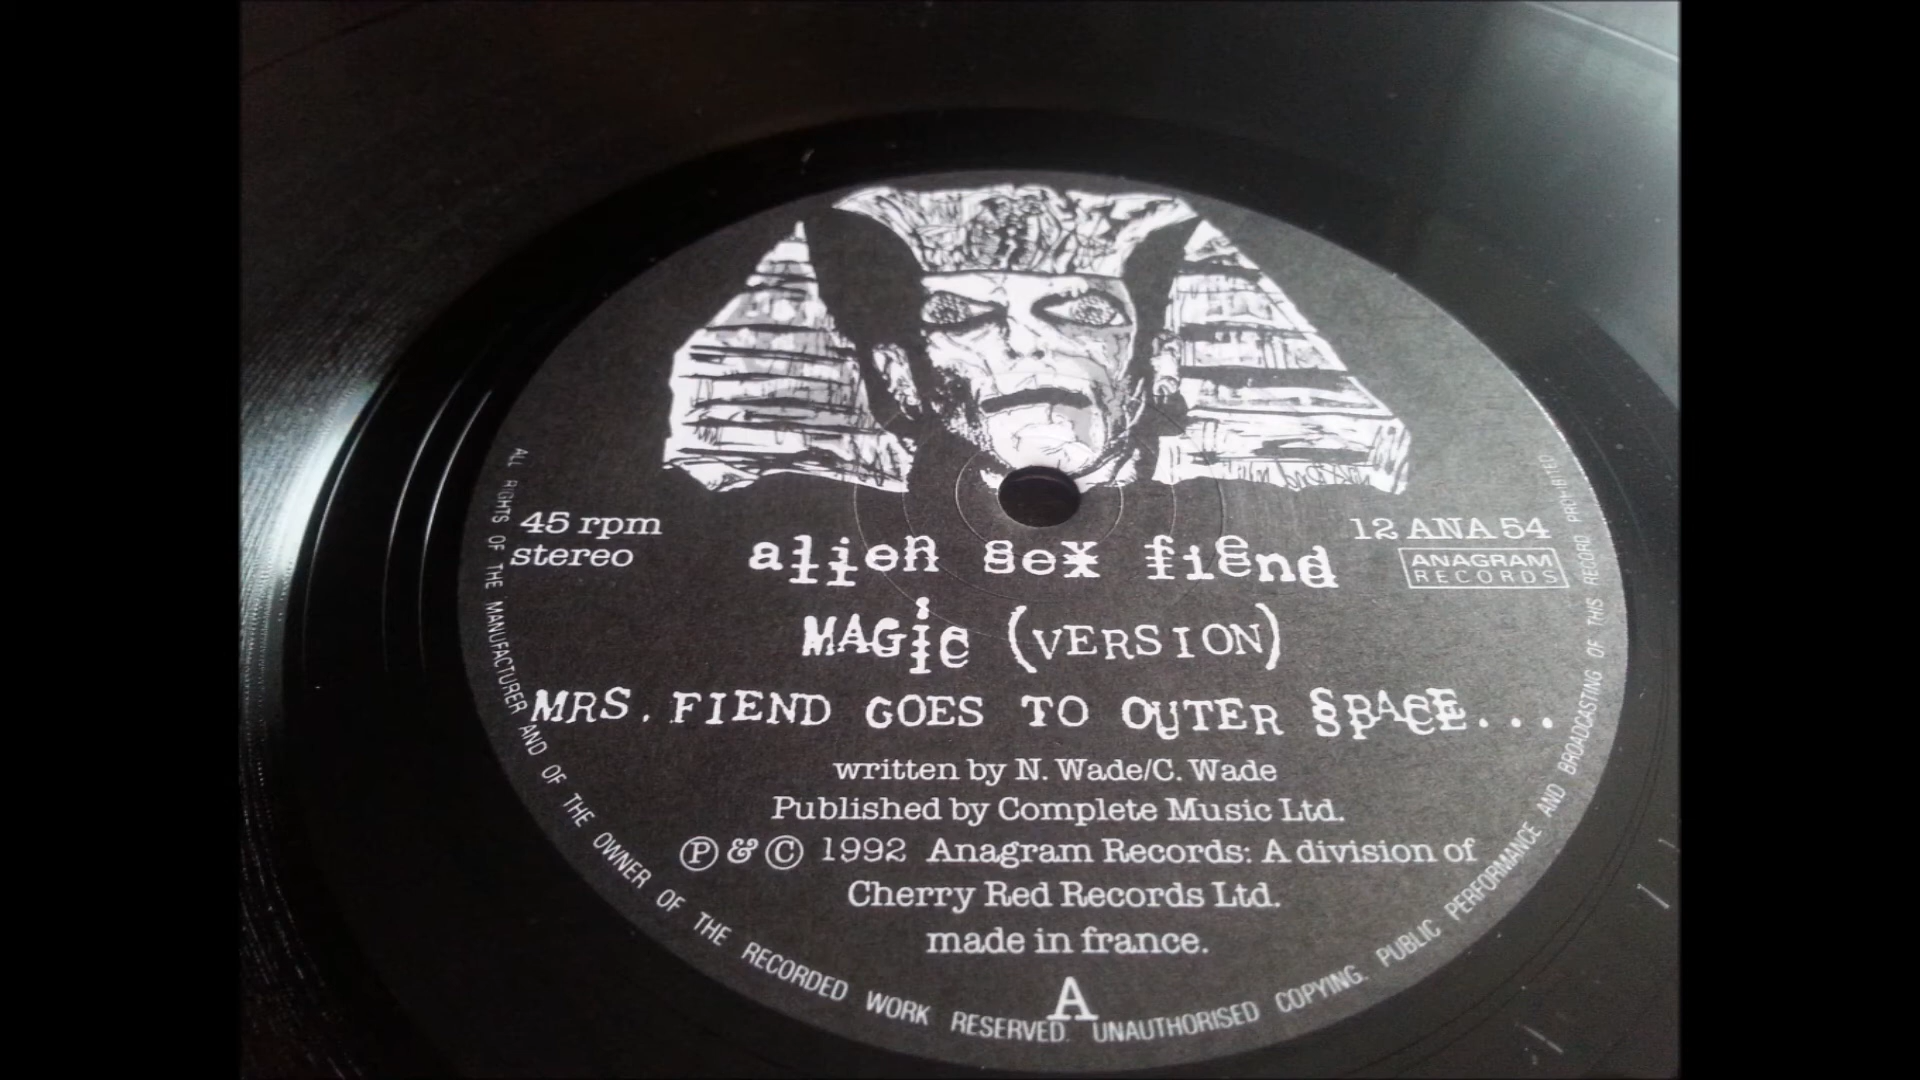 45 rpm
stereo
12 ANA 54
ANAGRAM
RECORDS
alien sex fiend
MAGic (VERSION)
MRS. FIEND GOES TO OUTER SPACE...
written by N. Wade/C. Wade
Published by Complete Music Ltd.
Ⓟ & Ⓒ 1992 Anagram Records: A division of
Cherry Red Records Ltd.
made in france.
A
ALL RIGHTS OF THE MANUFACTURER AND OF THE OWNER OF THE RECORDED WORK RESERVED. UNAUTHORISED COPYING. PUBLIC PERFORMANCE AND BROADCASTING OF THIS RECORD PROHIBITED